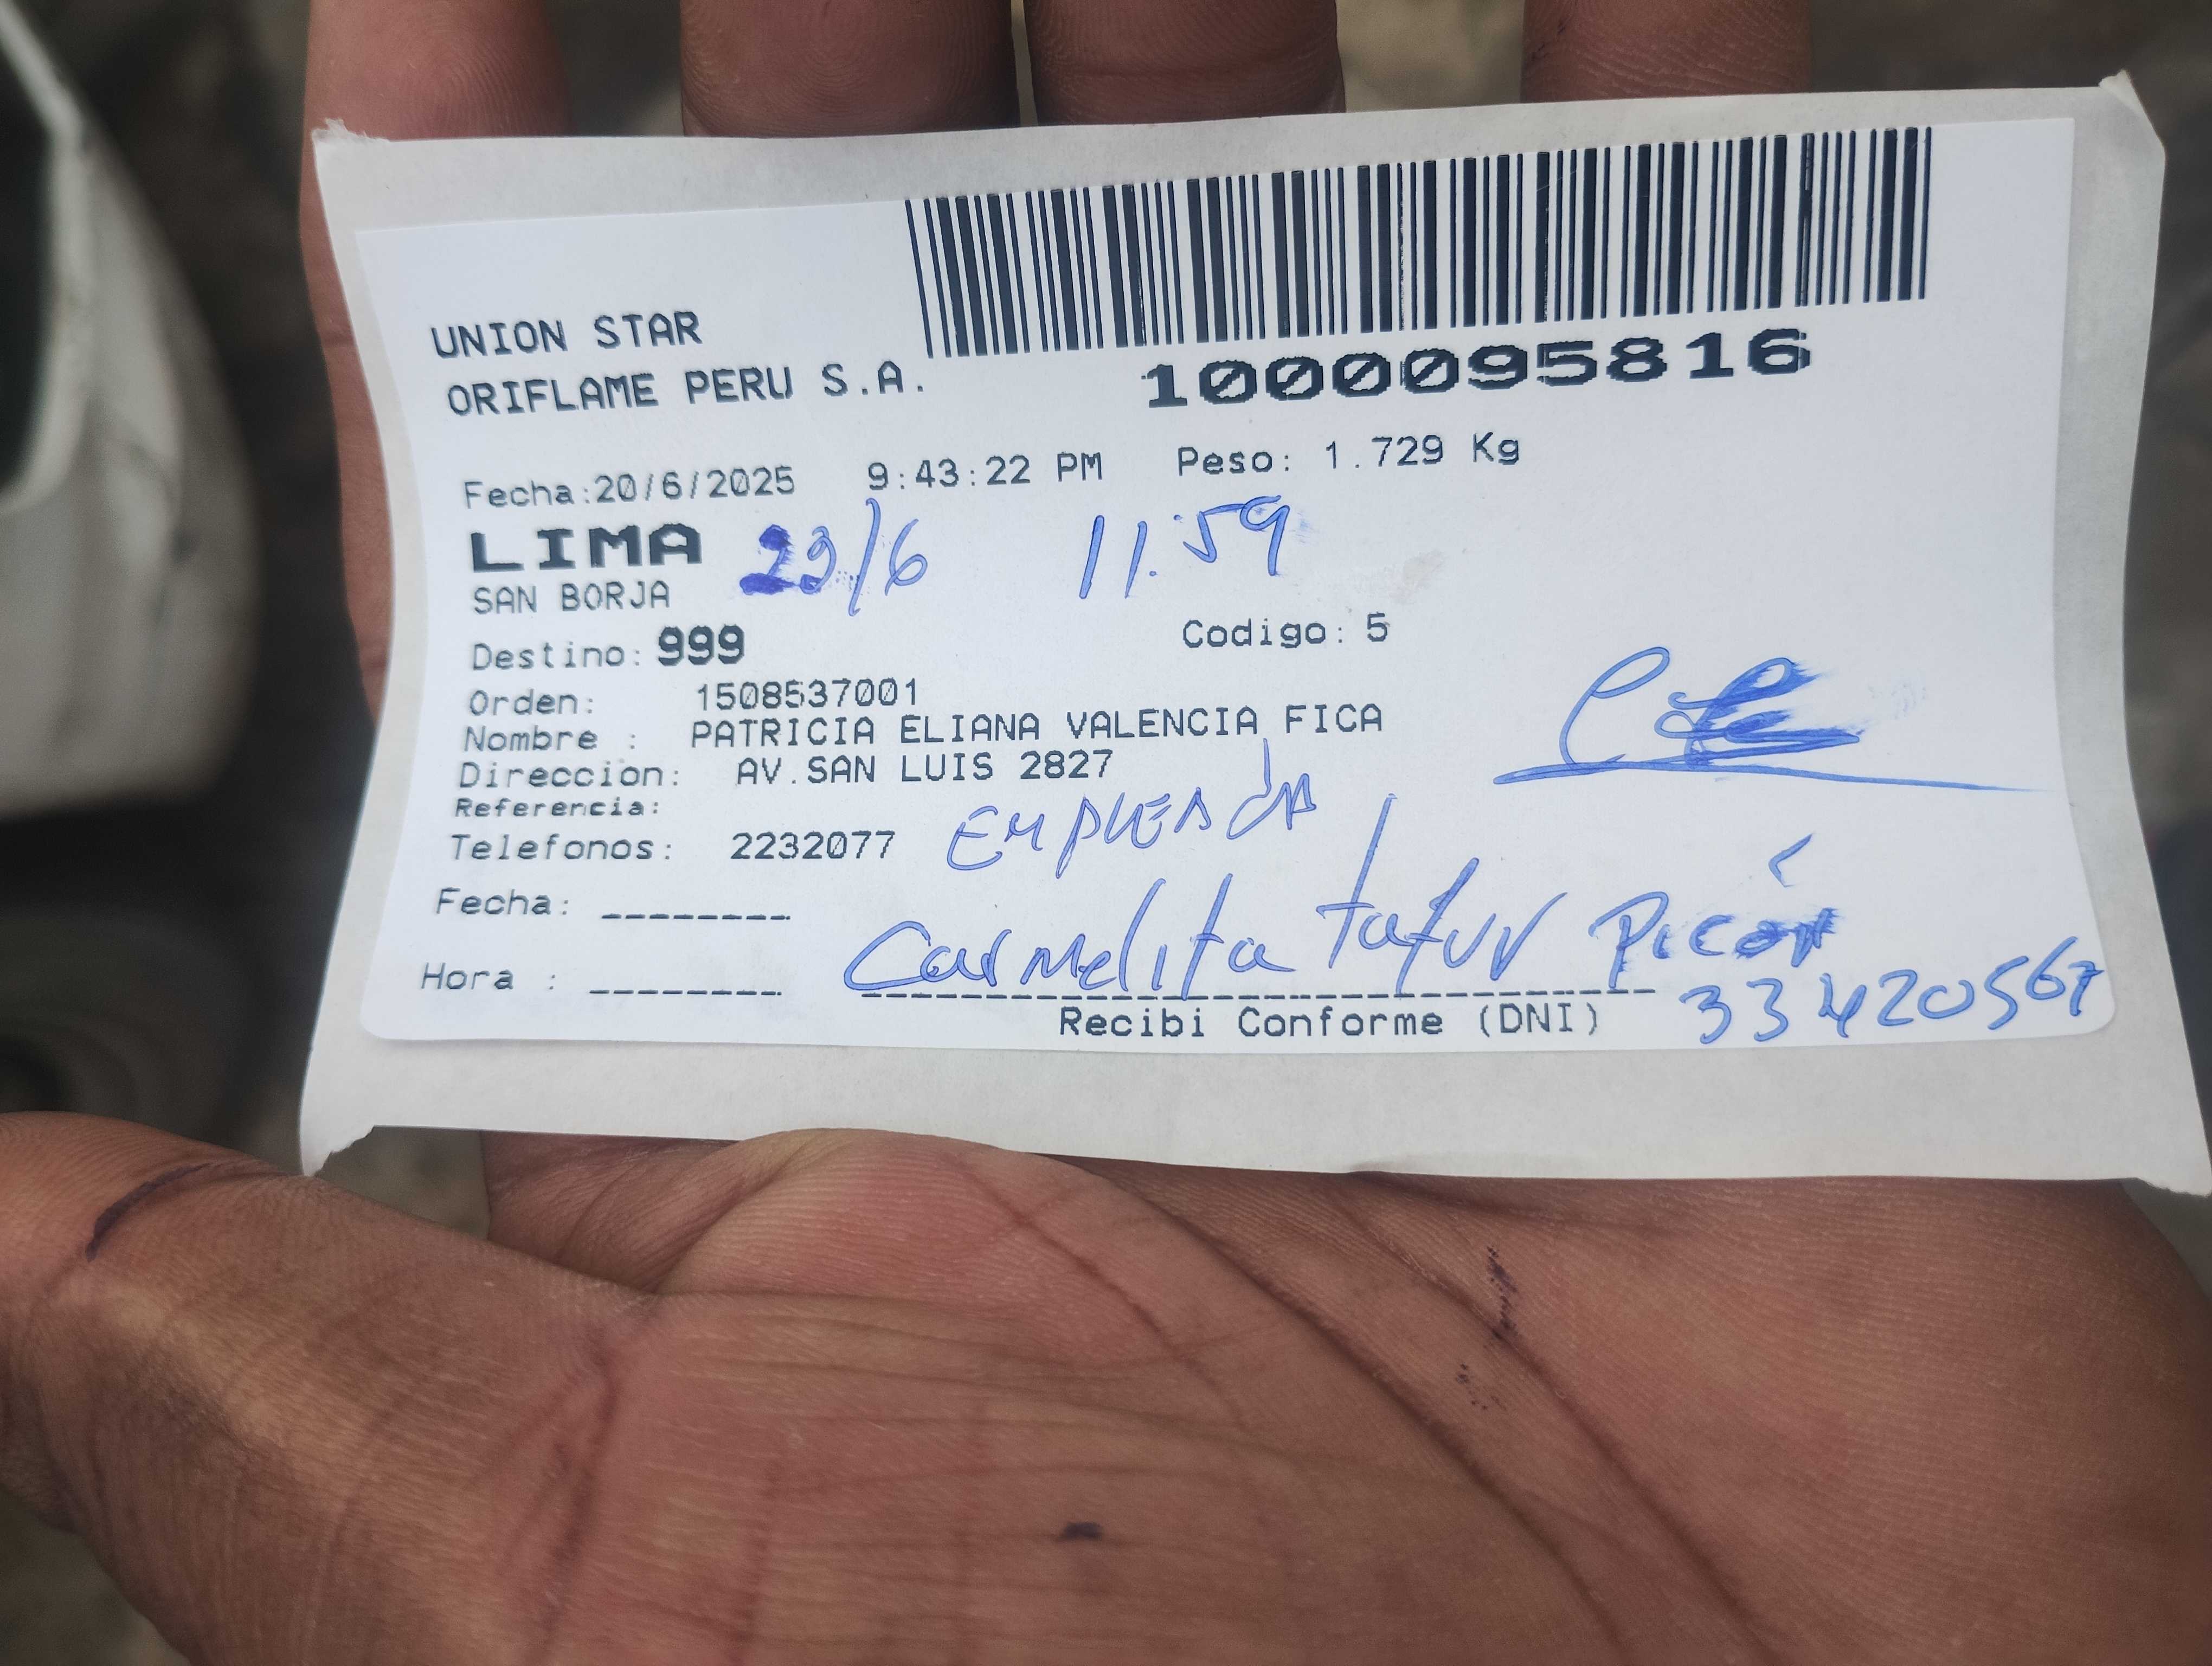 UNION STAR
ORIFLAME PERU S.A.
1000095816
Fecha:20/6/2025 9:43:22 PM Peso: 1.729 Kg
LIMA 23/6 11:59
SAN BORJA
Destino: 999 Codigo: 5
Orden: 1508537001
Nombre : PATRICIA ELIANA VALENCIA FICA
Direccion: AV.SAN LUIS 2827
Referencia:
Telefonos: 2232077 EMPLEADA
Fecha: --------
Carmelita Tafur Picón
Hora : --------
Recibi Conforme (DNI) 33420567